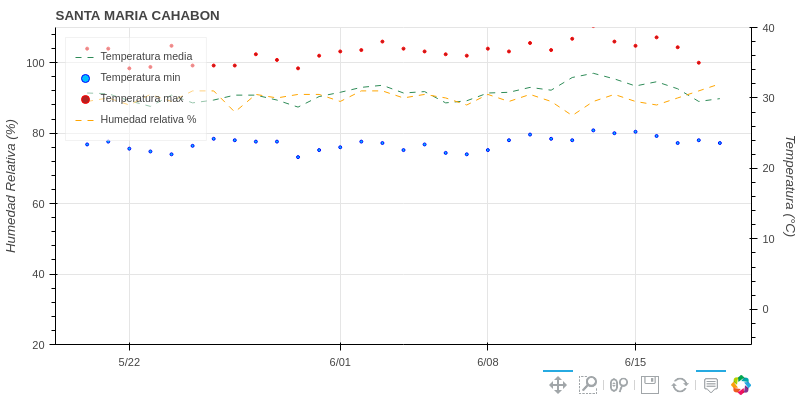 SANTA MARIA CAHABON
Temperatura media
Temperatura min
Temperatura max
Humedad relativa %
Humedad Relativa (%)
100
80
60
40
20
Temperatura (°C)
40
30
20
10
0
5/22
6/01
6/08
6/15